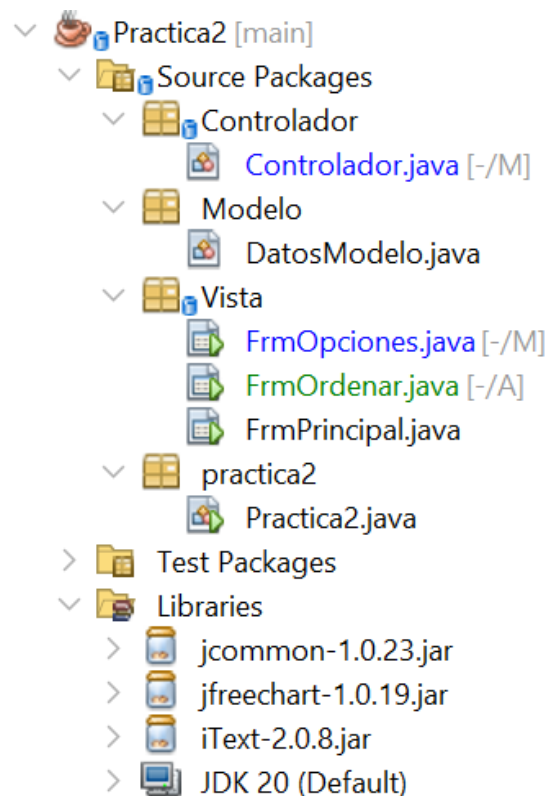 Practica2 [main]
Source Packages
Controlador
Controlador.java [-/M]
Modelo
DatosModelo.java
Vista
FrmOpciones.java [-/M]
FrmOrdenar.java [-/A]
FrmPrincipal.java
practica2
Practica2.java
Test Packages
Libraries
jcommon-1.0.23.jar
jfreechart-1.0.19.jar
iText-2.0.8.jar
JDK 20 (Default)